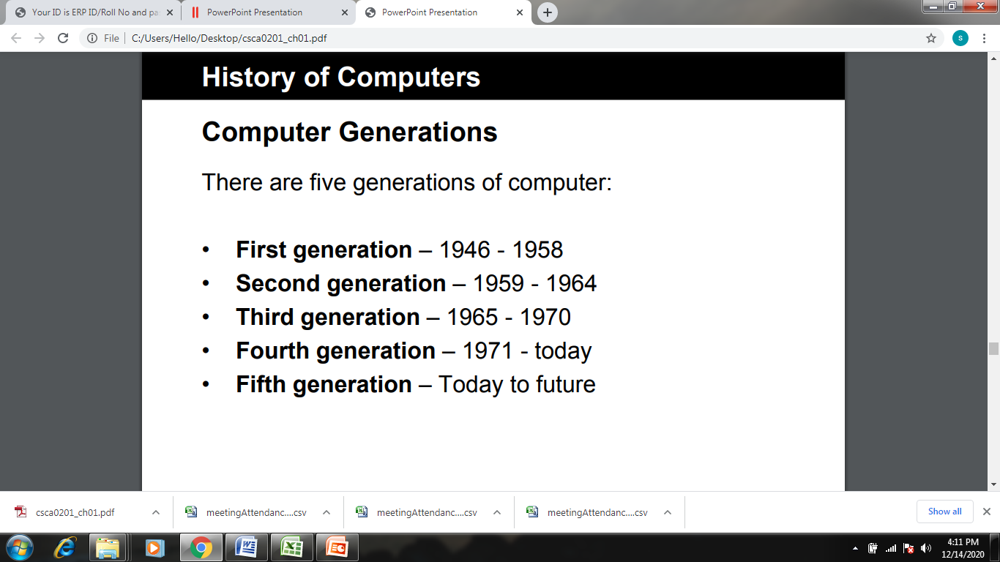 Your ID is ERP ID/Roll No and pa
PowerPoint Presentation
PowerPoint Presentation
s
File
C:/Users/Hello/Desktop/csca0201_ch01.pdf
History of Computers
Computer Generations
There are five generations of computer:
• First generation – 1946 - 1958
• Second generation – 1959 - 1964
• Third generation – 1965 - 1970
• Fourth generation – 1971 - today
• Fifth generation – Today to future
csca0201_ch01.pdf
meetingAttendanc....csv
meetingAttendanc....csv
meetingAttendanc....csv
Show all
4:11 PM
12/14/2020